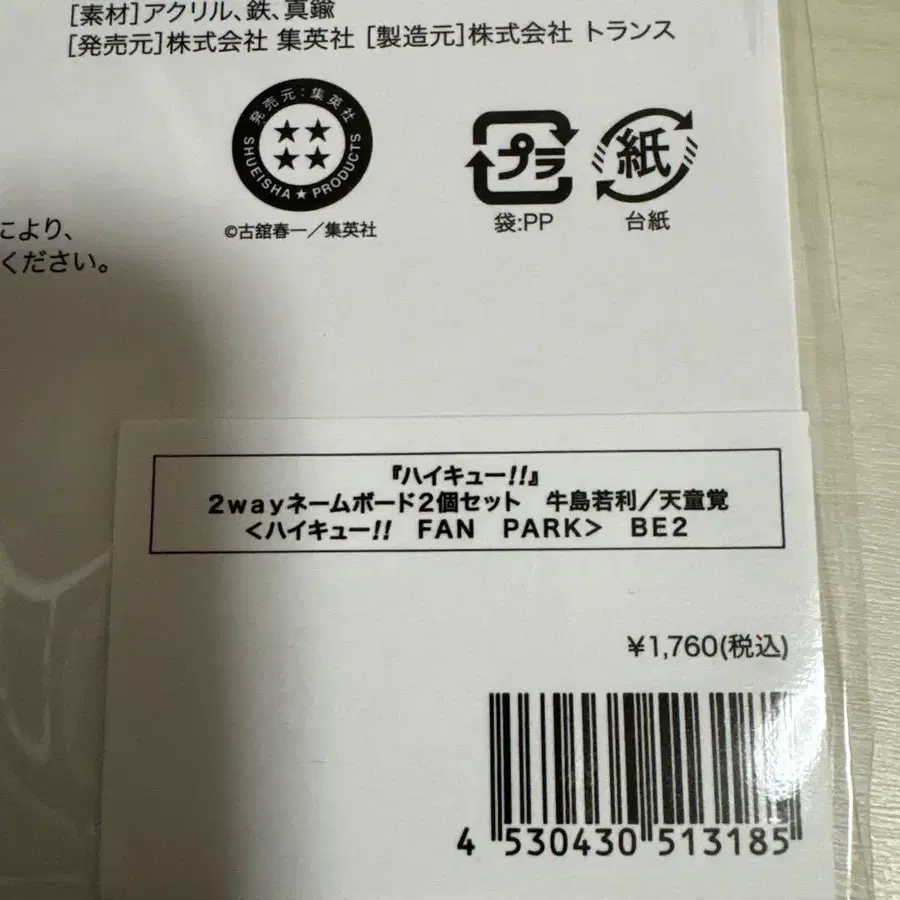 [素材]アクリル、鉄、真鍮
[発売元]株式会社 集英社 [製造元]株式会社 トランス
発売元:集英社
SHUEISHA★PRODUCTS
©古舘春一／集英社
プラ
袋:PP
紙
台紙
により、
ください。
『ハイキュー!!』
2wayネームボード2個セット　牛島若利／天童覚
＜ハイキュー!!　FAN　PARK＞　BE2
¥1,760(税込)
4 530430 513185